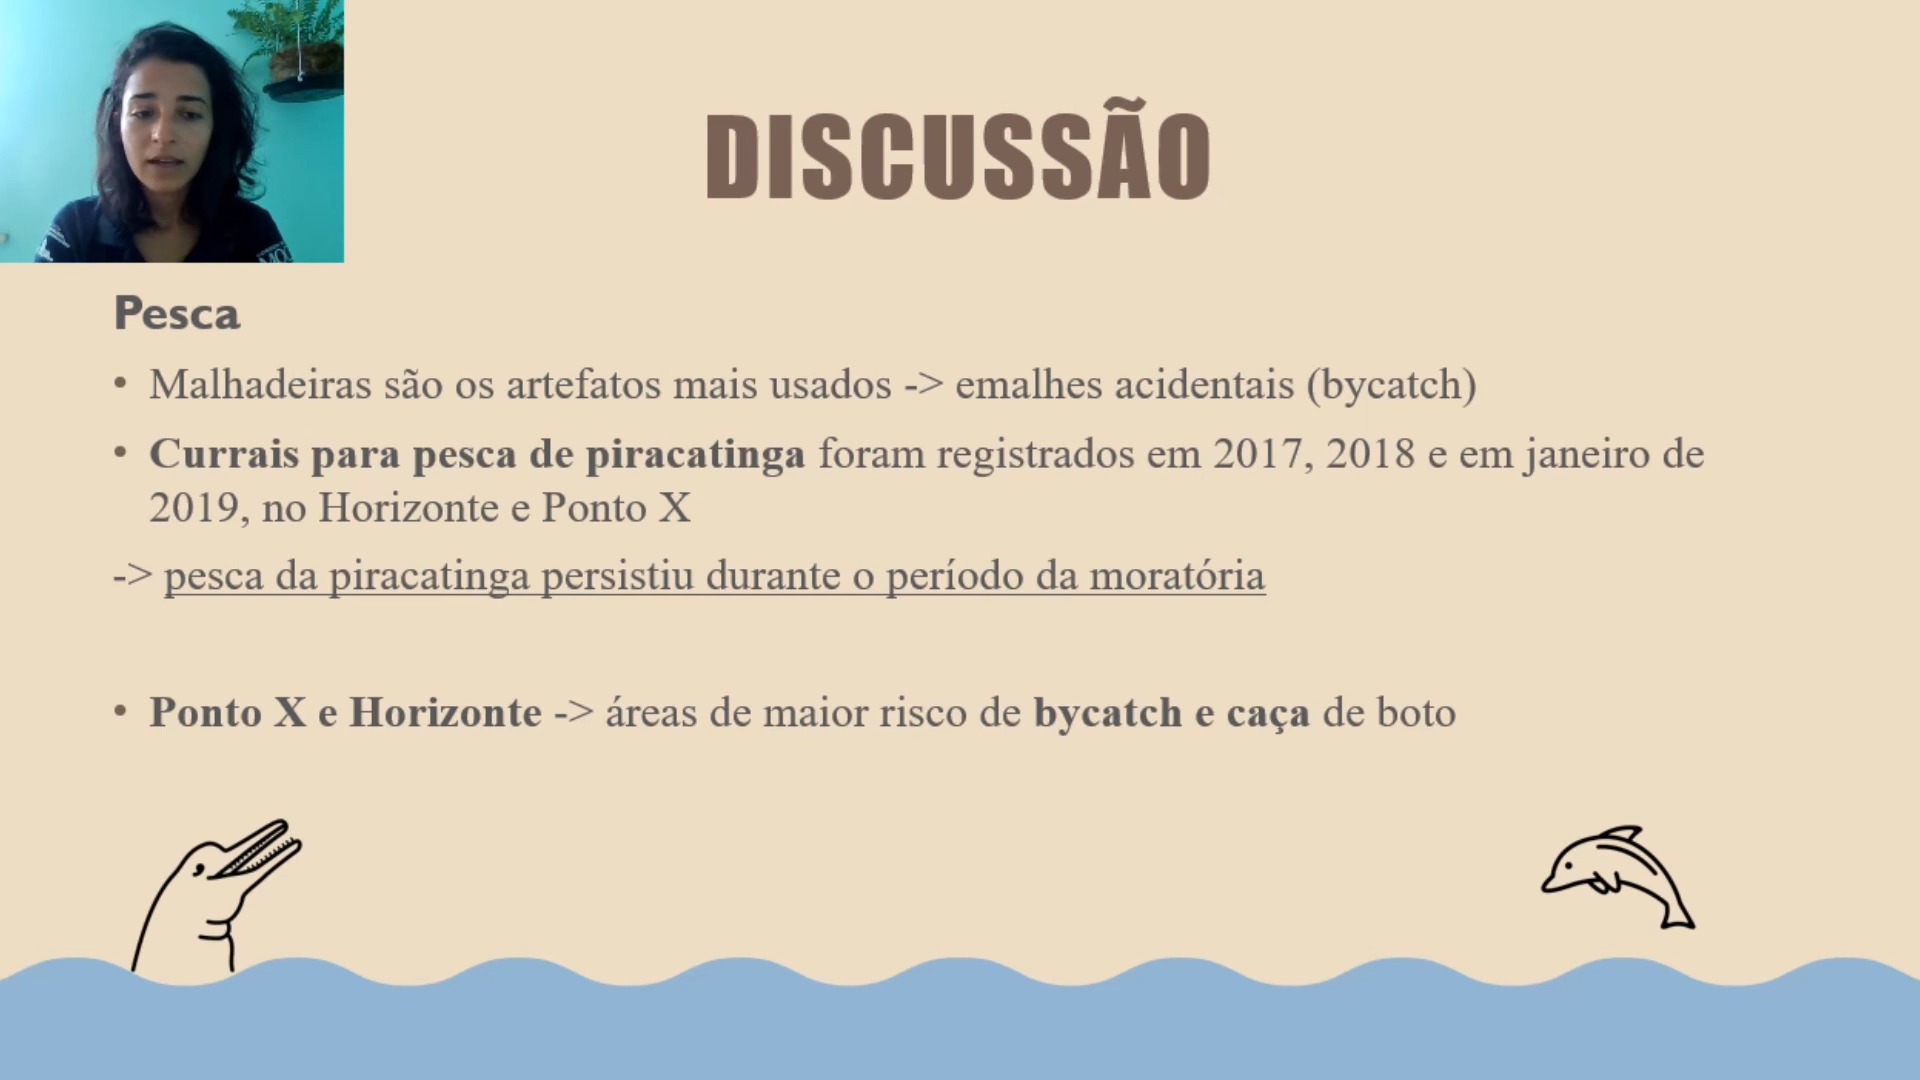 DISCUSSÃO
Pesca
• Malhadeiras são os artefatos mais usados -> emalhes acidentais (bycatch)
• Currais para pesca de piracatinga foram registrados em 2017, 2018 e em janeiro de
2019, no Horizonte e Ponto X
-> pesca da piracatinga persistiu durante o período da moratória
• Ponto X e Horizonte -> áreas de maior risco de bycatch e caça de boto